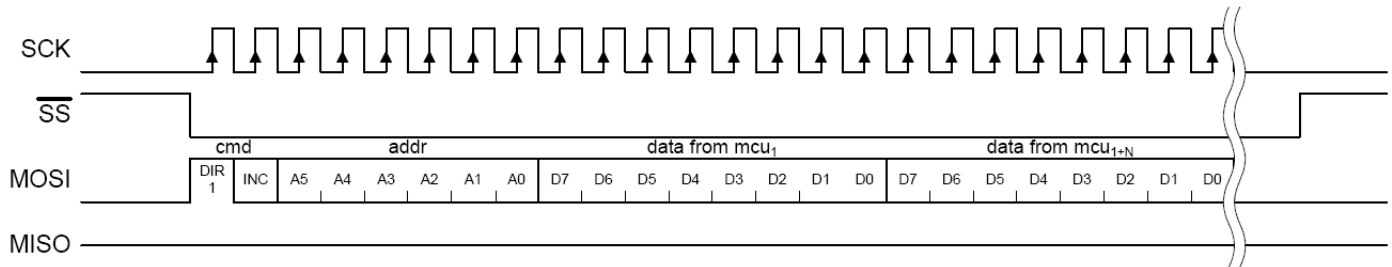 SCK
SS
cmd addr data from mcu1 data from mcu1+N
MOSI DIR 1 INC A5 A4 A3 A2 A1 A0 D7 D6 D5 D4 D3 D2 D1 D0 D7 D6 D5 D4 D3 D2 D1 D0
MISO